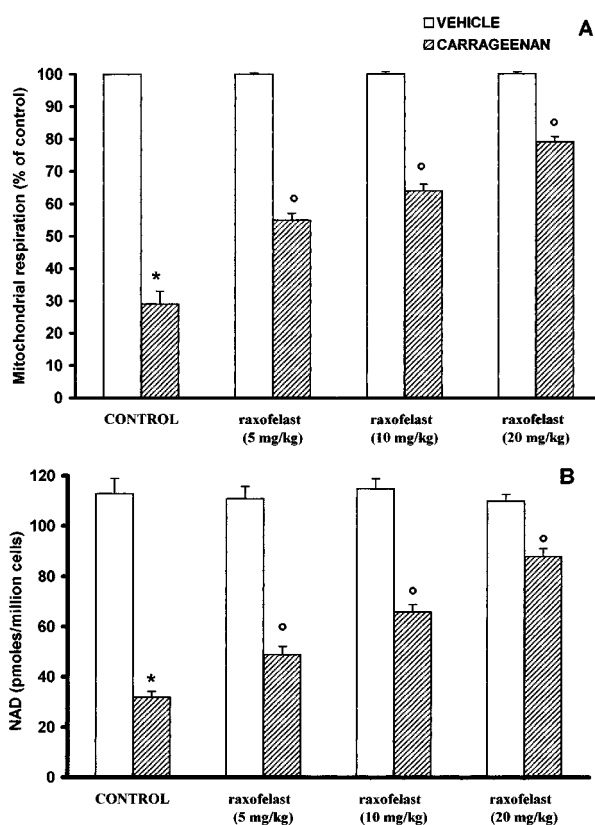 VEHICLE
CARRAGEENAN
A
Mitochondrial respiration (% of control)
100
90
80
70
60
50
40
30
20
10
0
*
°
°
°
CONTROL
raxofelast
(5 mg/kg)
raxofelast
(10 mg/kg)
raxofelast
(20 mg/kg)
B
NAD (pmoles/million cells)
120
100
80
60
40
20
0
*
°
°
°
CONTROL
raxofelast
(5 mg/kg)
raxofelast
(10 mg/kg)
raxofelast
(20 mg/kg)